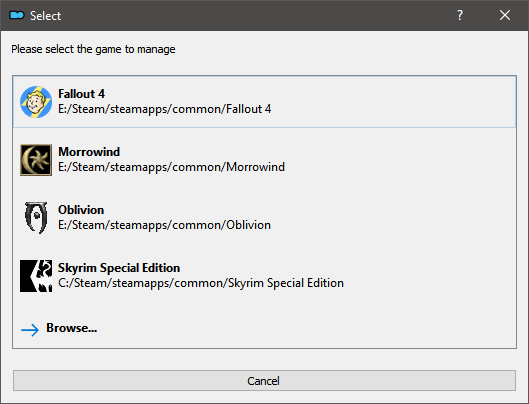 Select
Please select the game to manage
Fallout 4
E:/Steam/steamapps/common/Fallout 4
Morrowind
E:/Steam/steamapps/common/Morrowind
Oblivion
E:/Steam/steamapps/common/Oblivion
Skyrim Special Edition
C:/Steam/steamapps/common/Skyrim Special Edition
Browse...
Cancel